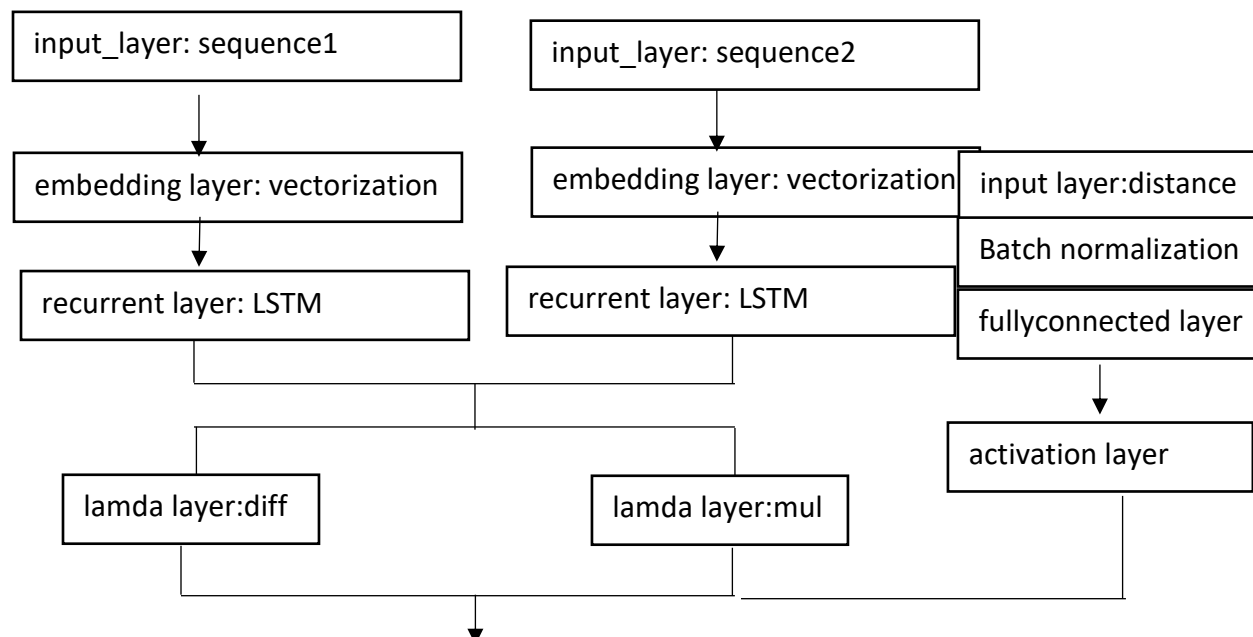 input_layer: sequence1
input_layer: sequence2
embedding layer: vectorization
embedding layer: vectorization
input layer:distance
Batch normalization
recurrent layer: LSTM
recurrent layer: LSTM
fullyconnected layer
activation layer
lamda layer:diff
lamda layer:mul